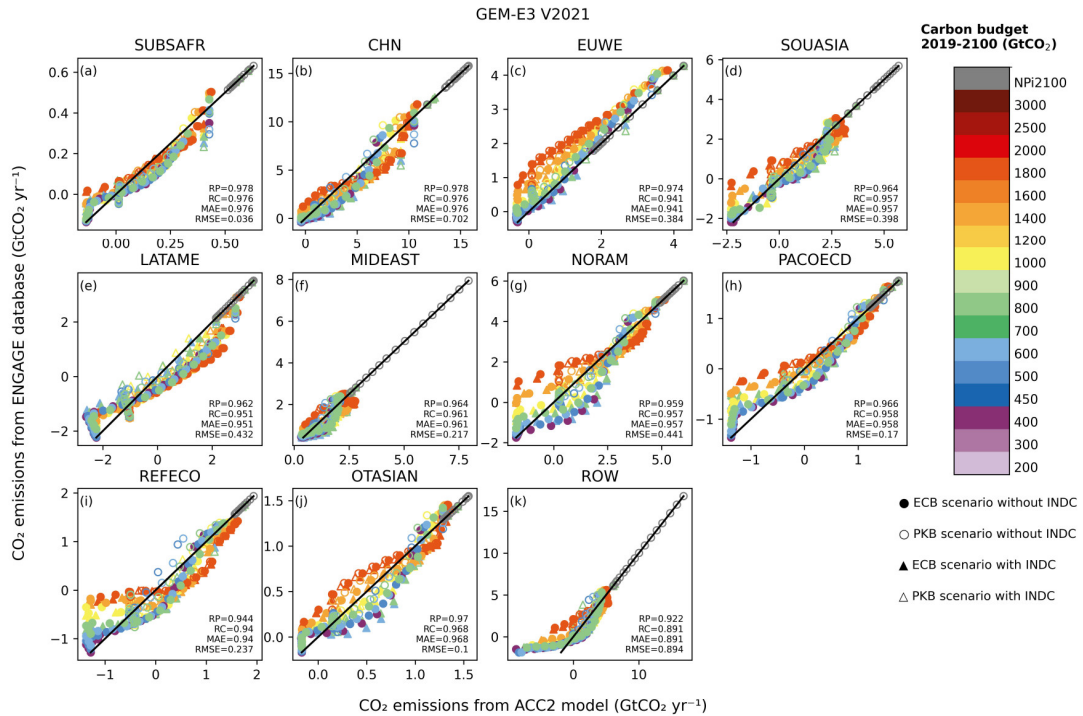 GEM-E3 V2021
SUBSAFR
CHN
EUWE
SOUASIA
Carbon budget
2019-2100 (GtCO₂)
(a)
0.6
0.4
0.2
0.0
RP=0.978
RC=0.976
MAE=0.976
RMSE=0.036
0.00
0.25
0.50
(b)
15
10
5
0
RP=0.978
RC=0.976
MAE=0.976
RMSE=0.702
0
5
10
15
(c)
4
3
2
1
0
RP=0.974
RC=0.941
MAE=0.941
RMSE=0.384
0
2
4
(d)
6
4
2
0
−2
RP=0.964
RC=0.957
MAE=0.957
RMSE=0.398
−2.5
0.0
2.5
5.0
LATAME
MIDEAST
NORAM
PACOECD
(e)
2
0
−2
RP=0.962
RC=0.951
MAE=0.951
RMSE=0.432
−2
0
2
(f)
8
6
4
2
RP=0.964
RC=0.961
MAE=0.961
RMSE=0.217
0.0
2.5
5.0
7.5
(g)
6
4
2
0
−2
RP=0.959
RC=0.957
MAE=0.957
RMSE=0.441
0.0
2.5
5.0
(h)
1
0
−1
RP=0.966
RC=0.958
MAE=0.958
RMSE=0.17
−1
0
1
REFECO
OTASIAN
ROW
(i)
2
1
0
−1
RP=0.944
RC=0.94
MAE=0.94
RMSE=0.237
−1
0
1
2
(j)
1.5
1.0
0.5
0.0
RP=0.97
RC=0.968
MAE=0.968
RMSE=0.1
0.0
0.5
1.0
1.5
(k)
15
10
5
0
RP=0.922
RC=0.891
MAE=0.891
RMSE=0.894
0
10
CO₂ emissions from ENGAGE database (GtCO₂ yr⁻¹)
CO₂ emissions from ACC2 model (GtCO₂ yr⁻¹)
NPi2100
3000
2500
2000
1800
1600
1400
1200
1000
900
800
700
600
500
450
400
300
200
ECB scenario without INDC
PKB scenario without INDC
ECB scenario with INDC
PKB scenario with INDC